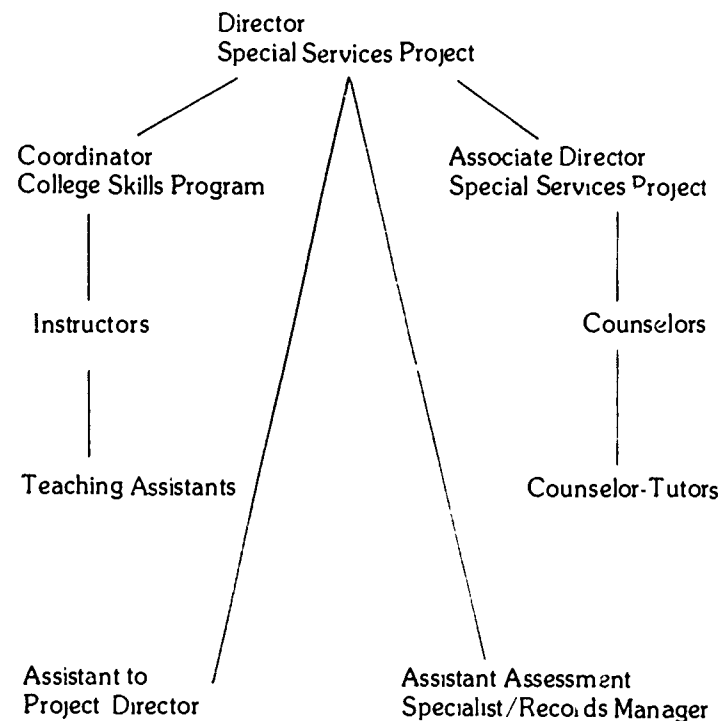 Director
Special Services Project
Coordinator
College Skills Program
Associate Director
Special Services Project
Instructors
Counselors
Teaching Assistants
Counselor-Tutors
Assistant to
Project Director
Assistant Assessment
Specialist/Records Manager